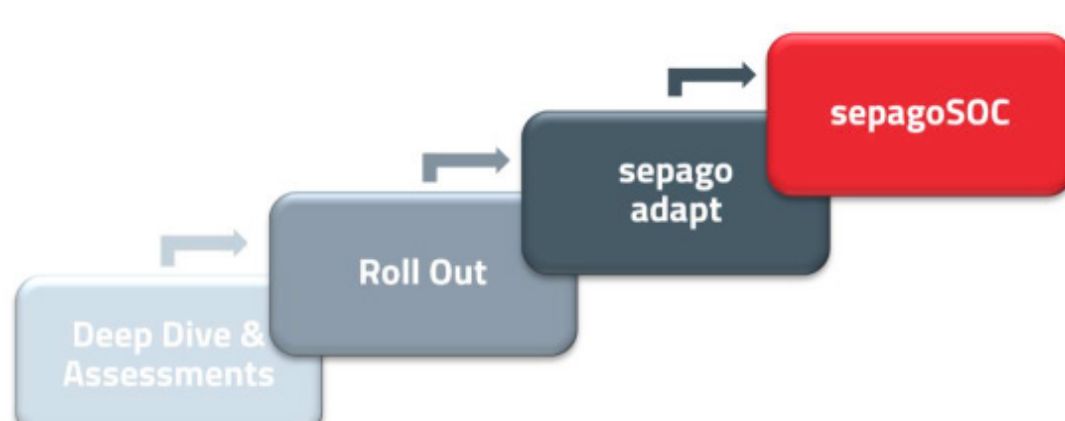 Deep Dive &
Assessments
Roll Out
sepago
adapt
sepagoSOC